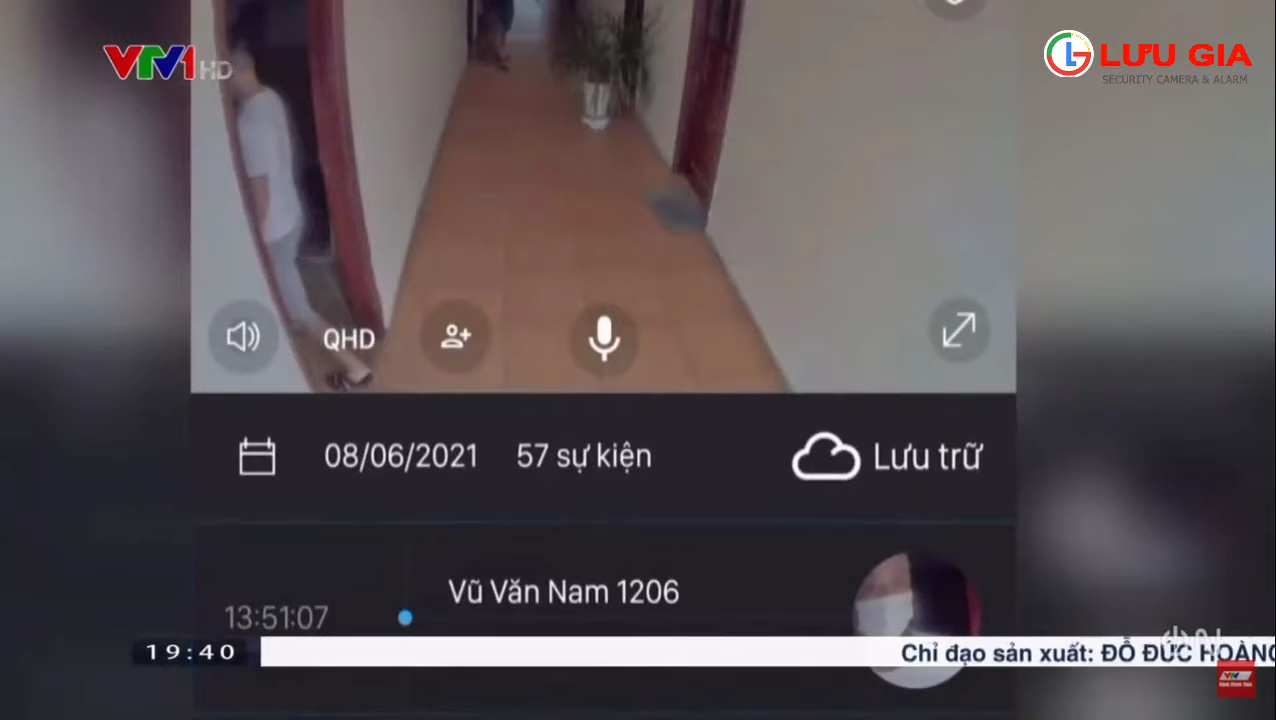 VTV1 HD
LƯU GIA
SECURITY CAMERA & ALARM
QHD
08/06/2021 57 sự kiện Lưu trữ
Vũ Văn Nam 1206
13:51:07
19:40
Chỉ đạo sản xuất: ĐỖ ĐỨC HOÀNG
VTV